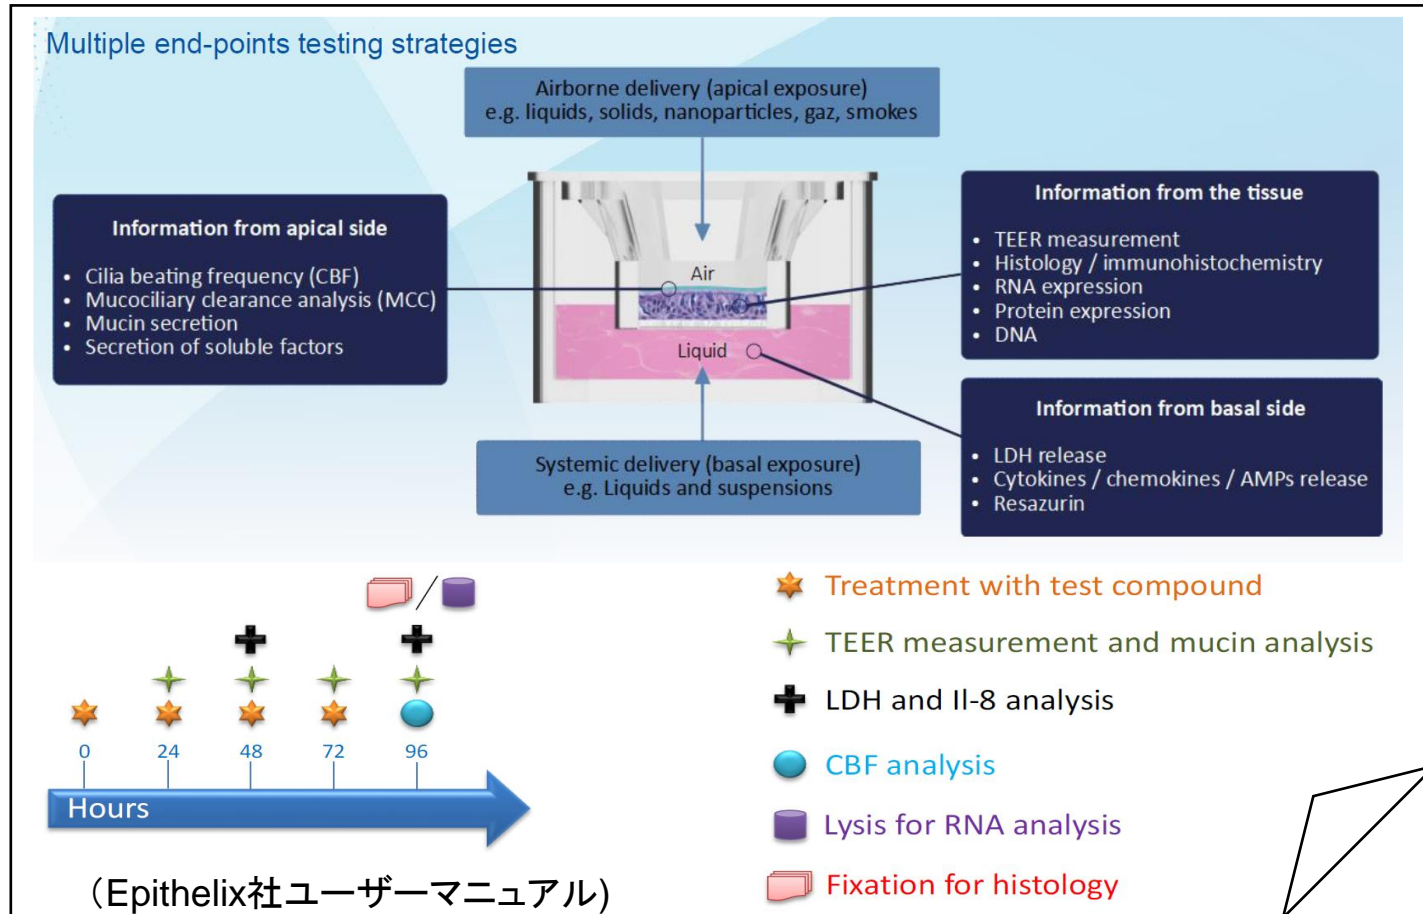 Multiple end-points testing strategies
Airborne delivery (apical exposure)
e.g. liquids, solids, nanoparticles, gaz, smokes
Information from apical side
• Cilia beating frequency (CBF)
• Mucociliary clearance analysis (MCC)
• Mucin secretion
• Secretion of soluble factors
Air
Liquid
Information from the tissue
• TEER measurement
• Histology / immunohistochemistry
• RNA expression
• Protein expression
• DNA
Systemic delivery (basal exposure)
e.g. Liquids and suspensions
Information from basal side
• LDH release
• Cytokines / chemokines / AMPs release
• Resazurin
0 24 48 72 96
Hours
Treatment with test compound
TEER measurement and mucin analysis
LDH and Il-8 analysis
CBF analysis
Lysis for RNA analysis
Fixation for histology
（Epithelix社ユーザーマニュアル)